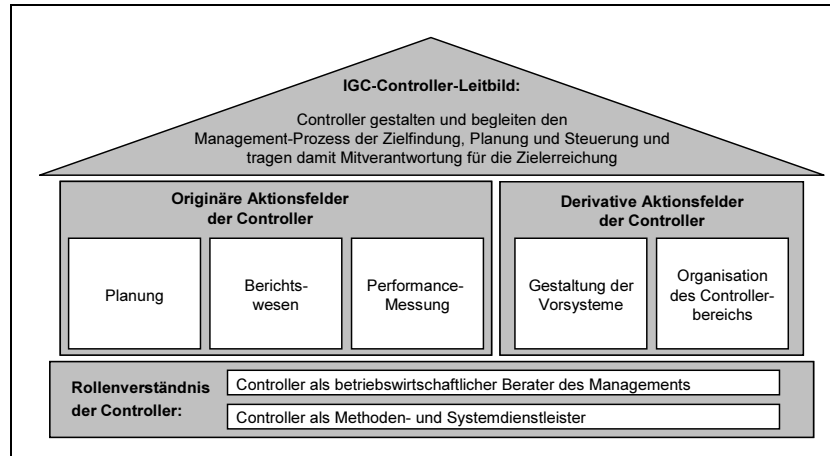 IGC-Controller-Leitbild:
Controller gestalten und begleiten den
Management-Prozess der Zielfindung, Planung und Steuerung und
tragen damit Mitverantwortung für die Zielerreichung
Originäre Aktionsfelder
der Controller
Planung
Berichts-
wesen
Performance-
Messung
Derivative Aktionsfelder
der Controller
Gestaltung der
Vorsysteme
Organisation
des Controller-
bereichs
Rollenverständnis
der Controller:
Controller als betriebswirtschaftlicher Berater des Managements
Controller als Methoden- und Systemdienstleister